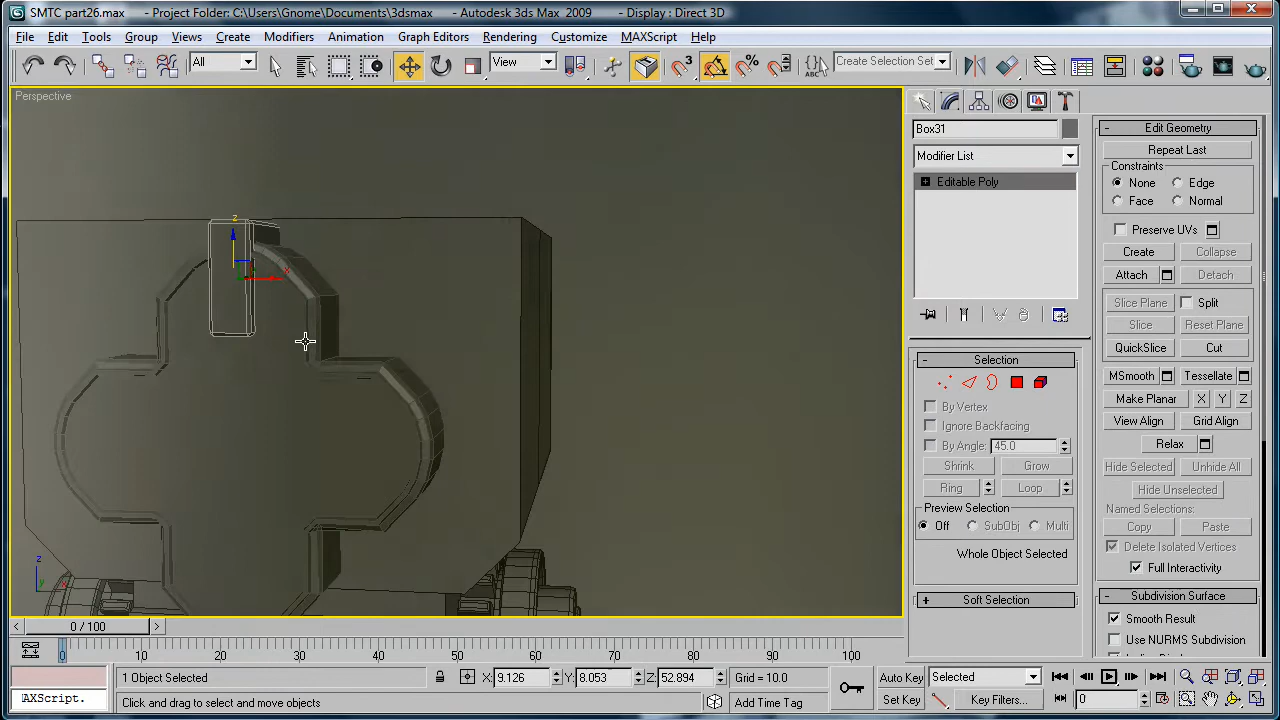 SMTC part26.max - Project Folder: C:\Users\Gnome\Documents\3dsmax - Autodesk 3ds Max 2009 - Display : Direct 3D
File Edit Tools Group Views Create Modifiers Animation Graph Editors Rendering Customize MAXScript Help
All View 3 Create Selection Set
Perspective
Box31
Modifier List
Editable Poly
Selection
By Vertex
Ignore Backfacing
By Angle: 45.0
Shrink Grow
Ring Loop
Preview Selection
Off SubObj Multi
Whole Object Selected
Soft Selection
Edit Geometry
Repeat Last
Constraints
None Edge
Face Normal
Preserve UVs
Create Collapse
Attach Detach
Slice Plane Split
Slice Reset Plane
QuickSlice Cut
MSmooth Tessellate
Make Planar X Y Z
View Align Grid Align
Relax
Hide Selected Unhide All
Hide Unselected
Named Selections:
Copy Paste
Delete Isolated Vertices
Full Interactivity
Subdivision Surface
Smooth Result
Use NURMS Subdivision
z
x
z
y x
0 / 100
0 10 20 30 40 50 60 70 80 90 100
1 Object Selected X: 9.126 Y: 8.053 Z: 52.894 Grid = 10.0 Auto Key Selected
AXScript. Click and drag to select and move objects Add Time Tag Set Key Key Filters... 0